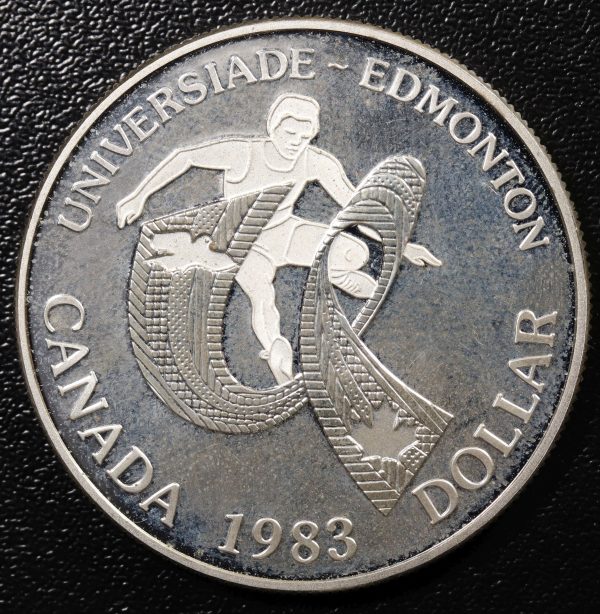 UNIVERSIADE ~ EDMONTON
CANADA 1983 DOLLAR